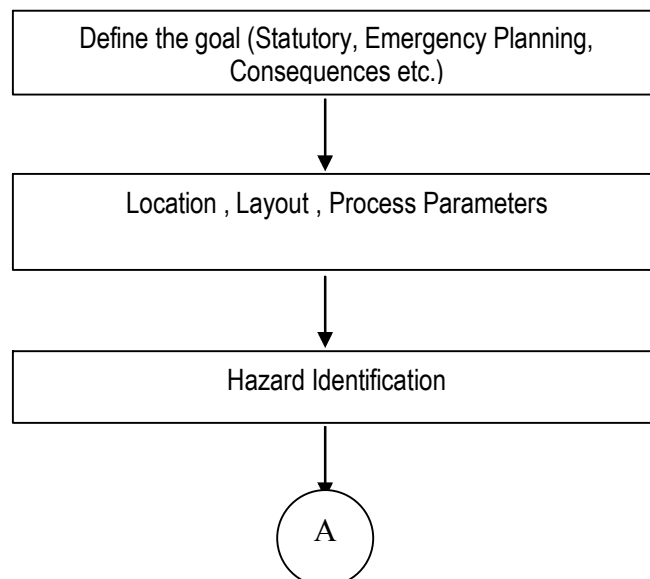 Define the goal (Statutory, Emergency Planning,
Consequences etc.)
Location , Layout , Process Parameters
Hazard Identification
A